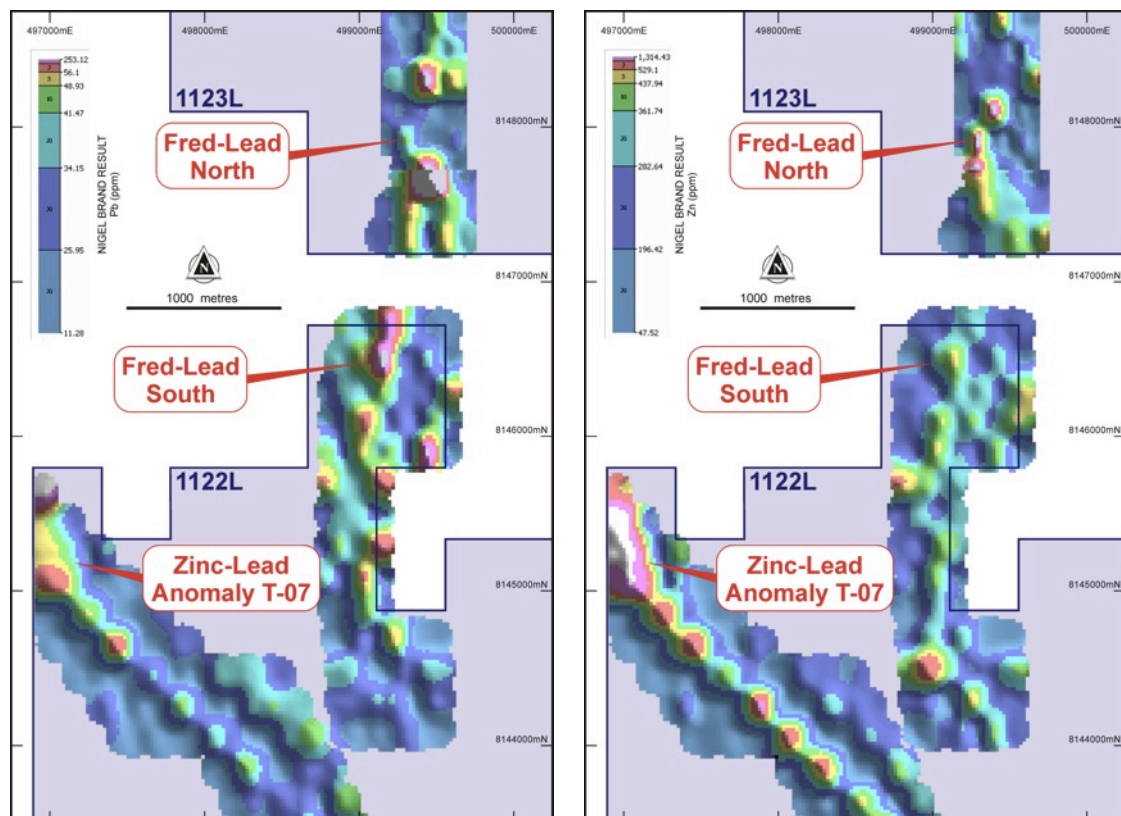 497000mE
498000mE
499000mE
500000mE
253.12
56.1
48.93
41.47
34.15
25.95
11.28
NIGEL BRAND RESULT
Pb (ppm)
1123L
8148000mN
Fred-Lead
North
N
8147000mN
1000 metres
Fred-Lead
South
8146000mN
1122L
Zinc-Lead
Anomaly T-07
8145000mN
8144000mN
497000mE
498000mE
499000mE
500000mE
1,314.43
529.1
437.94
361.74
282.64
196.42
47.52
NIGEL BRAND RESULT
Zn (ppm)
1123L
8148000mN
Fred-Lead
North
N
8147000mN
1000 metres
Fred-Lead
South
8146000mN
1122L
Zinc-Lead
Anomaly T-07
8145000mN
8144000mN